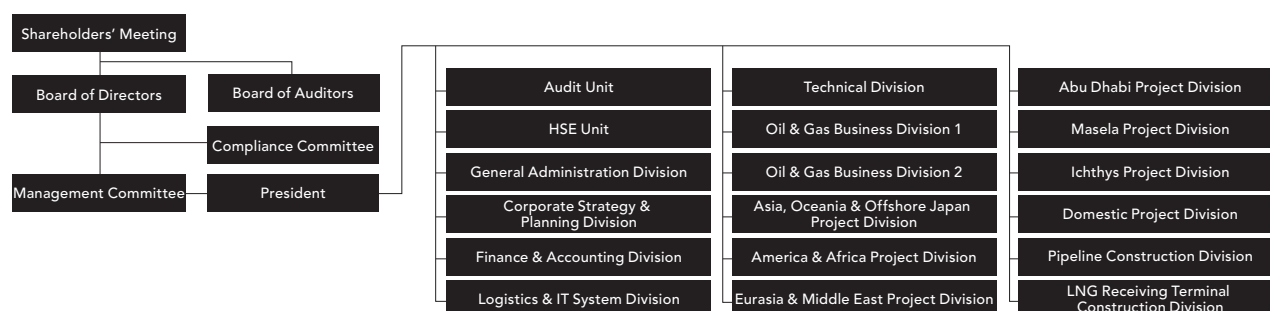 Shareholders’ Meeting
Board of Directors
Board of Auditors
Compliance Committee
Management Committee
President
Audit Unit
HSE Unit
General Administration Division
Corporate Strategy &
Planning Division
Finance & Accounting Division
Logistics & IT System Division
Technical Division
Oil & Gas Business Division 1
Oil & Gas Business Division 2
Asia, Oceania & Offshore Japan
Project Division
America & Africa Project Division
Eurasia & Middle East Project Division
Abu Dhabi Project Division
Masela Project Division
Ichthys Project Division
Domestic Project Division
Pipeline Construction Division
LNG Receiving Terminal
Construction Division